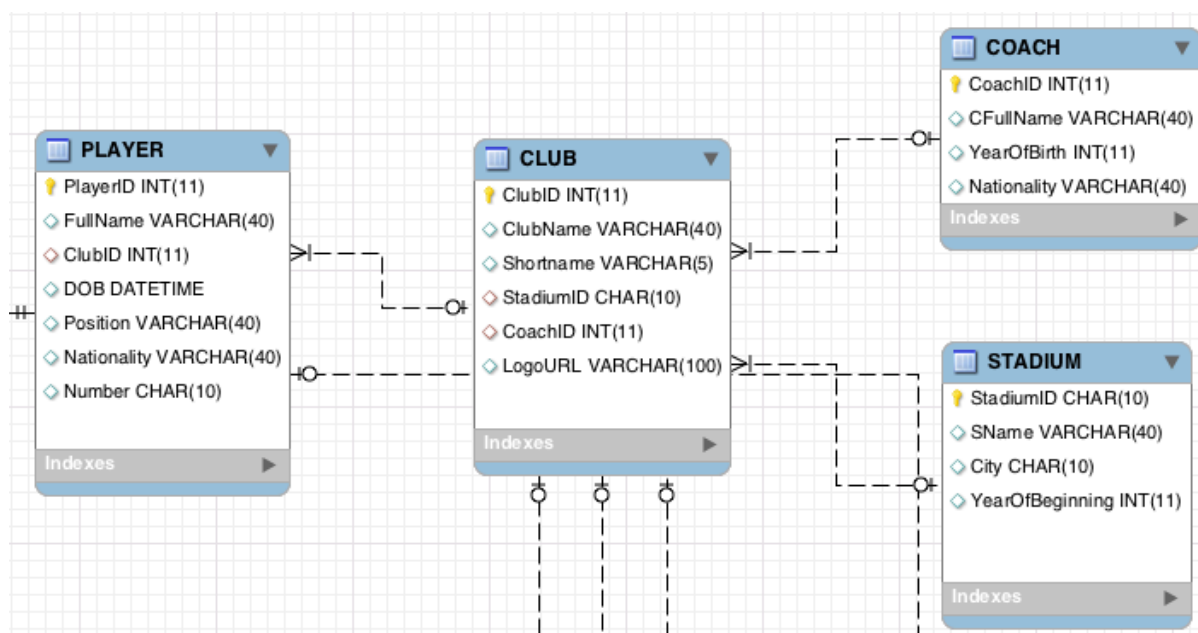 PLAYER
PlayerID INT(11)
FullName VARCHAR(40)
ClubID INT(11)
DOB DATETIME
Position VARCHAR(40)
Nationality VARCHAR(40)
Number CHAR(10)
Indexes
CLUB
ClubID INT(11)
ClubName VARCHAR(40)
Shortname VARCHAR(5)
StadiumID CHAR(10)
CoachID INT(11)
LogoURL VARCHAR(100)
Indexes
COACH
CoachID INT(11)
CFullName VARCHAR(40)
YearOfBirth INT(11)
Nationality VARCHAR(40)
Indexes
STADIUM
StadiumID CHAR(10)
SName VARCHAR(40)
City CHAR(10)
YearOfBeginning INT(11)
Indexes